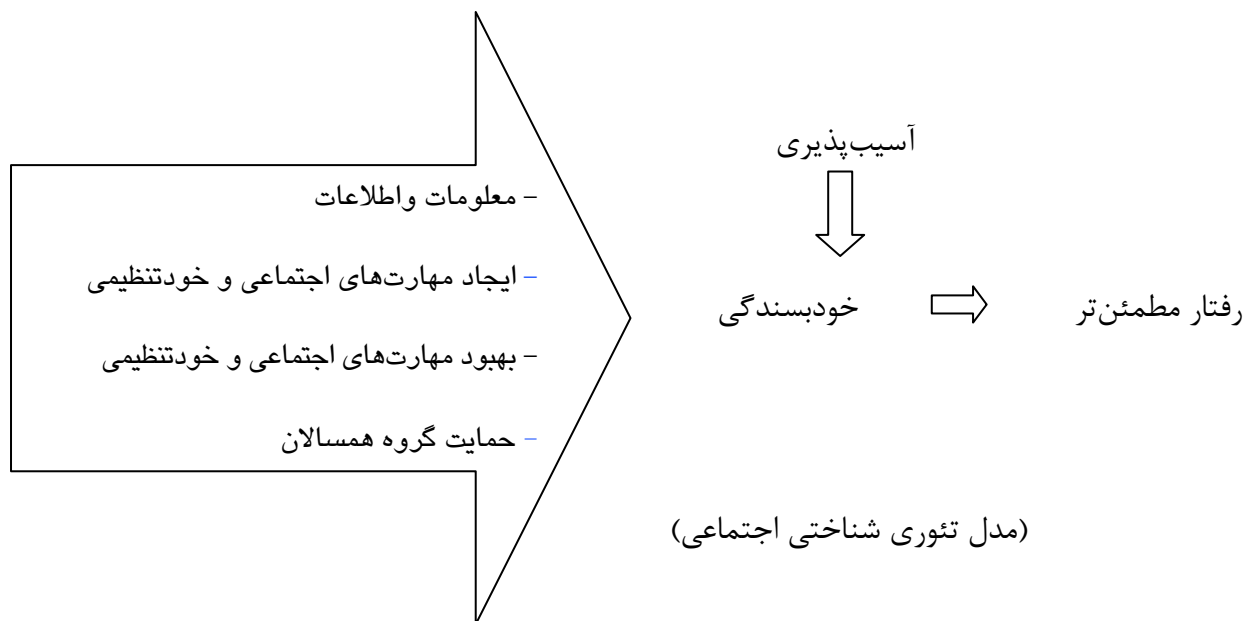 آسیب‌پذیری
– معلومات واطلاعات
– ایجاد مهارت‌های اجتماعی و خودتنظیمی
خودبسندگی
رفتار مطمئن‌تر
– بهبود مهارت‌های اجتماعی و خودتنظیمی
– حمایت گروه همسالان
(مدل تئوری شناختی اجتماعی)